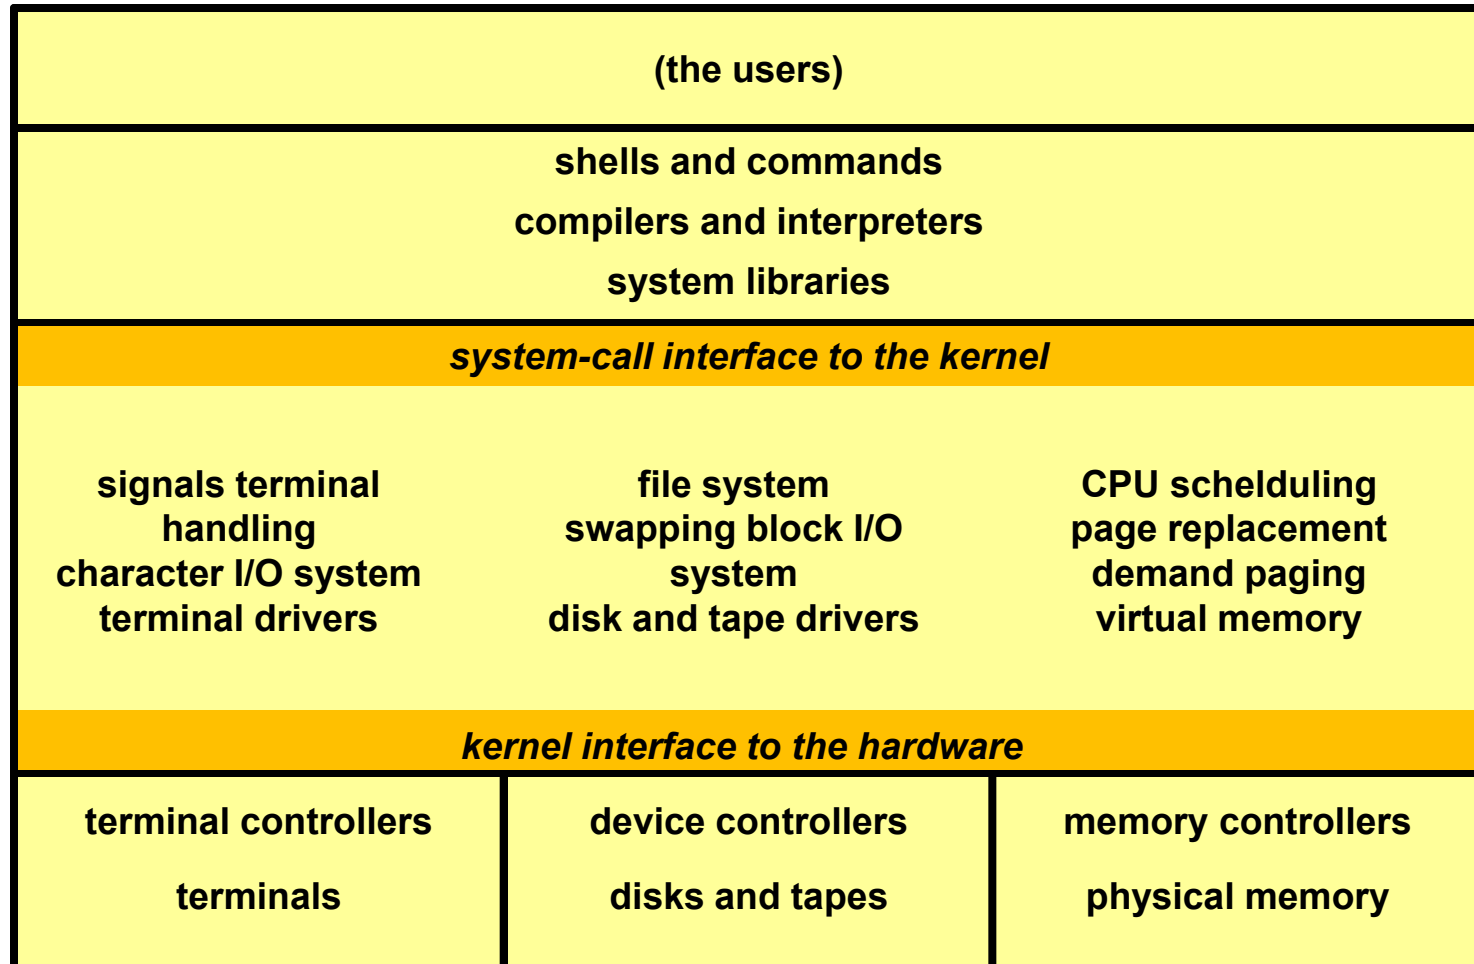 (the users)
shells and commands
compilers and interpreters
system libraries
system-call interface to the kernel
signals terminal
handling
character I/O system
terminal drivers
file system
swapping block I/O
system
disk and tape drivers
CPU schelduling
page replacement
demand paging
virtual memory
kernel interface to the hardware
terminal controllers
terminals
device controllers
disks and tapes
memory controllers
physical memory